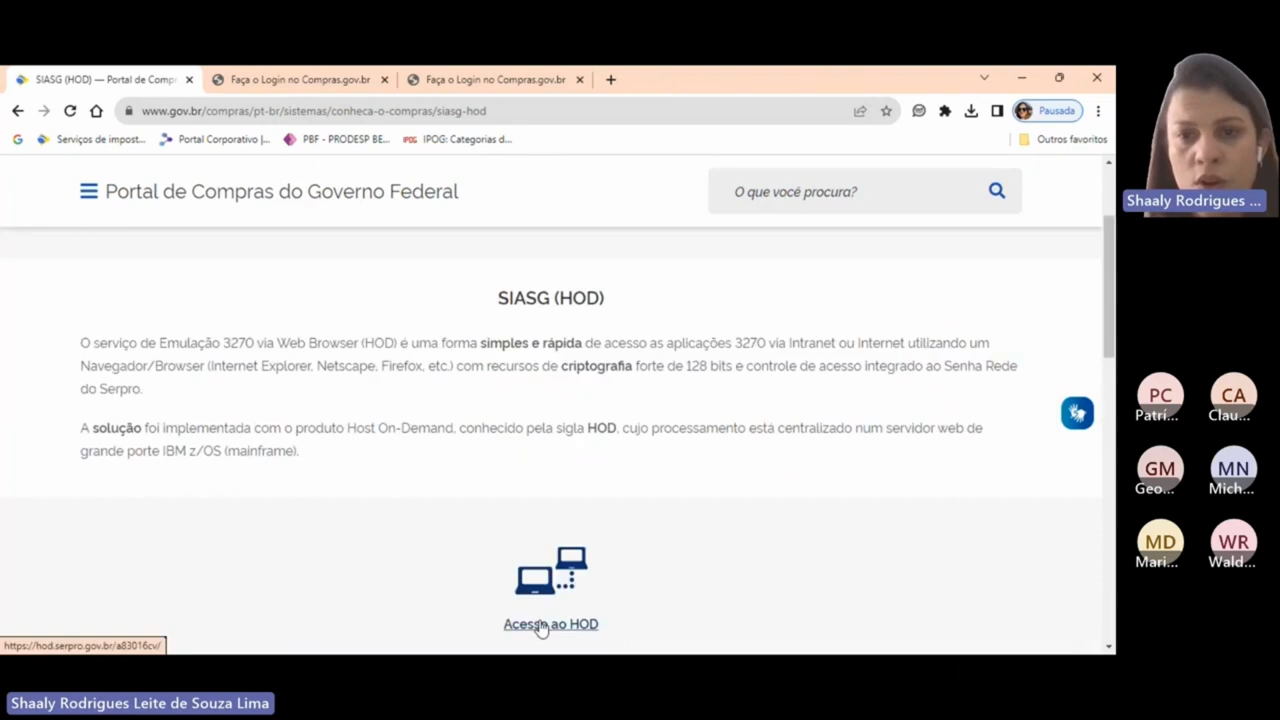 SIASG (HOD) — Portal de Compr
Faça o Login no Compras.gov.br
Faça o Login no Compras.gov.br
www.gov.br/compras/pt-br/sistemas/conheca-o-compras/siasg-hod
Pausada
Serviços de impost...
Portal Corporativo |...
PBF - PRODESP BE...
IPOG IPOG: Categorias d...
Outros favoritos
Portal de Compras do Governo Federal
O que você procura?
SIASG (HOD)
O serviço de Emulação 3270 via Web Browser (HOD) é uma forma simples e rápida de acesso as aplicações 3270 via Intranet ou Internet utilizando um
Navegador/Browser (Internet Explorer, Netscape, Firefox, etc.) com recursos de criptografia forte de 128 bits e controle de acesso integrado ao Senha Rede
do Serpro.
A solução foi implementada com o produto Host On-Demand, conhecido pela sigla HOD, cujo processamento está centralizado num servidor web de
grande porte IBM z/OS (mainframe).
Acesso ao HOD
https://hod.serpro.gov.br/a83016cv/
Shaaly Rodrigues ...
PC
Patrí...
CA
Clau...
GM
Geo...
MN
Mich...
MD
Mari...
WR
Wald...
Shaaly Rodrigues Leite de Souza Lima